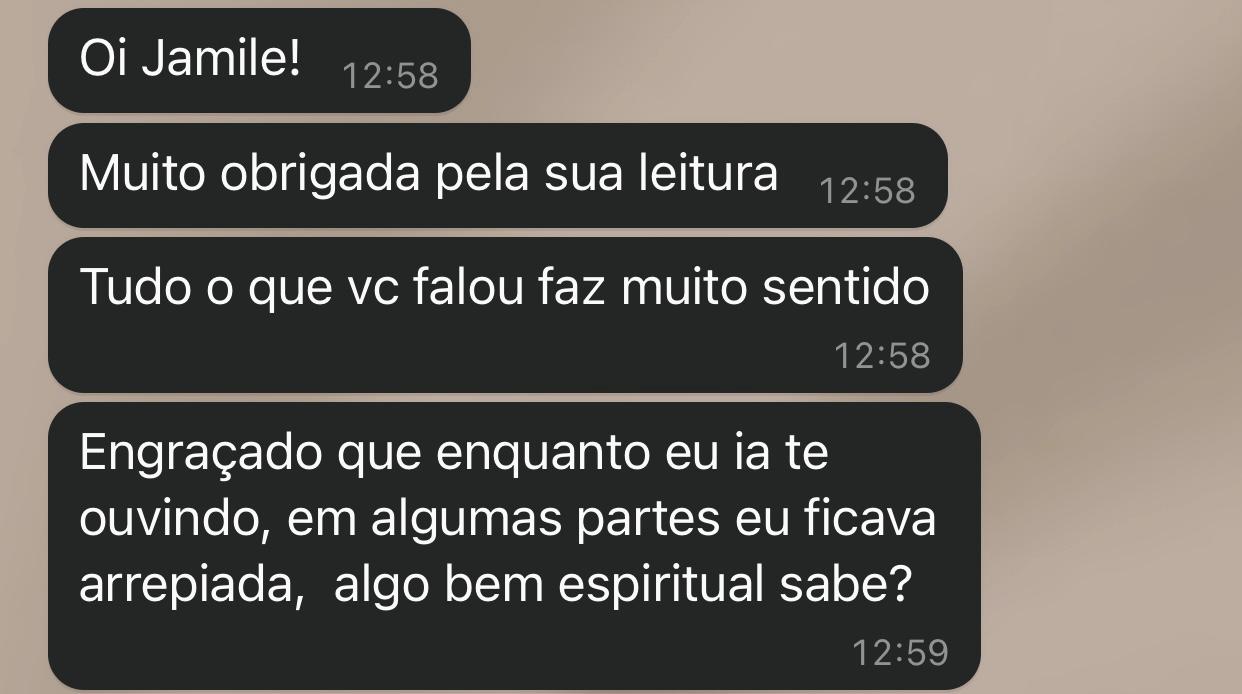 Oi Jamile! 12:58
Muito obrigada pela sua leitura 12:58
Tudo o que vc falou faz muito sentido
12:58
Engraçado que enquanto eu ia te
ouvindo, em algumas partes eu ficava
arrepiada,  algo bem espiritual sabe?
12:59